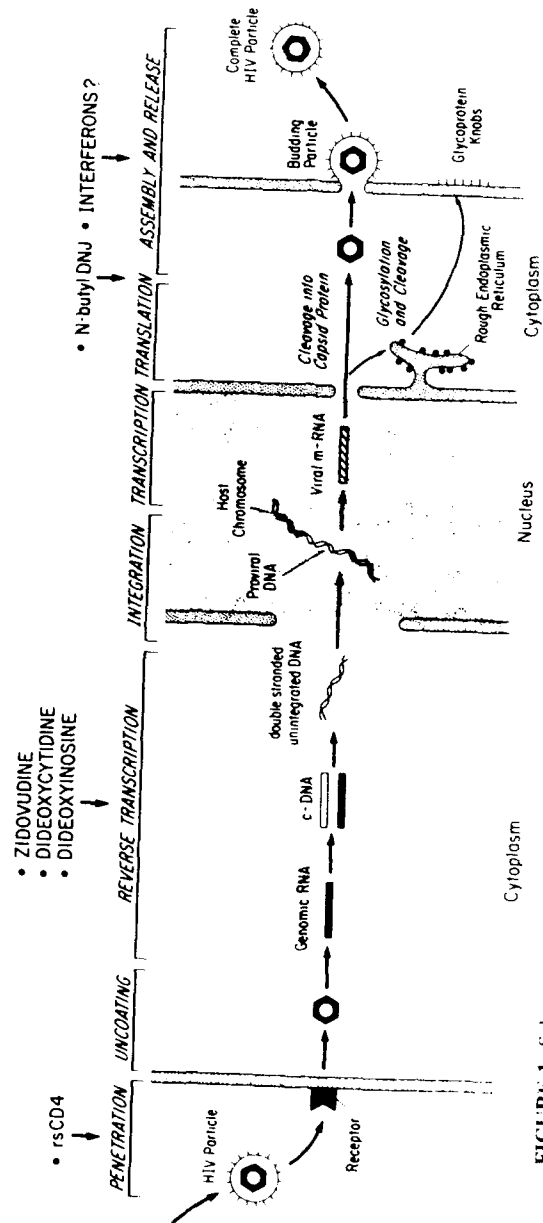 • rsCD4
• ZIDOVUDINE
• DIDEOXYCYTIDINE
• DIDEOXYINOSINE
• N-butyl DNJ • INTERFERONS?
PENETRATION
UNCOATING
REVERSE TRANSCRIPTION
INTEGRATION
TRANSCRIPTION
TRANSLATION
ASSEMBLY AND RELEASE
HIV Particle
Receptor
Genomic RNA
c-DNA
double stranded
unintegrated DNA
Proviral
DNA
Host
Chromosome
Viral m-RNA
Cleavage into
Capsid Protein
Glycosylation
and Cleavage
Rough Endoplasmic
Reticulum
Budding
Particle
Complete
HIV Particle
Glycoprotein
Knobs
Cytoplasm
Nucleus
Cytoplasm
FIGURE 1.